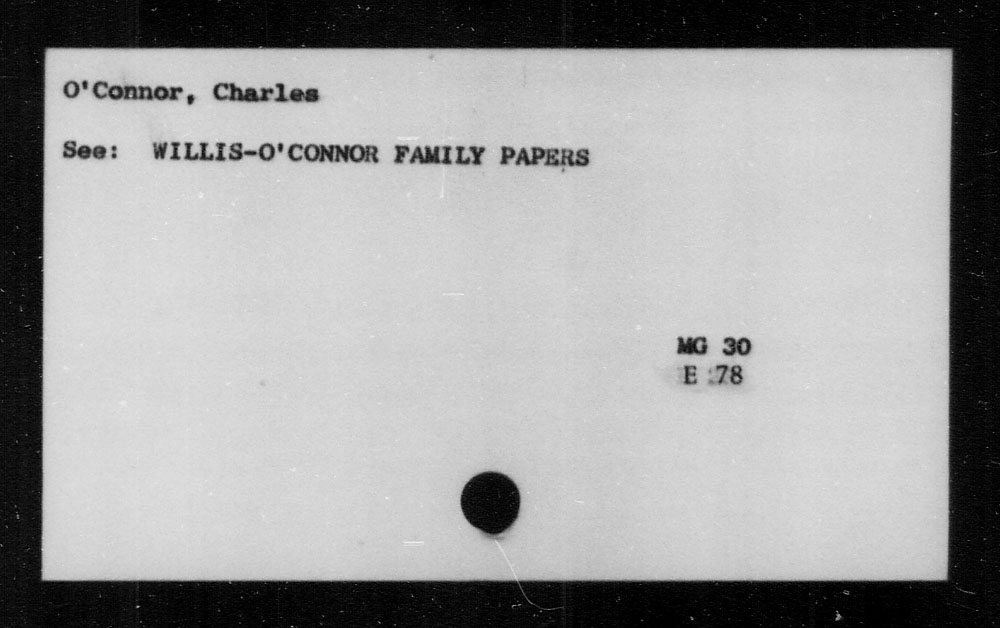 O'Connor, Charles
See: WILLIS-O'CONNOR FAMILY PAPERS
MG 30
E 78